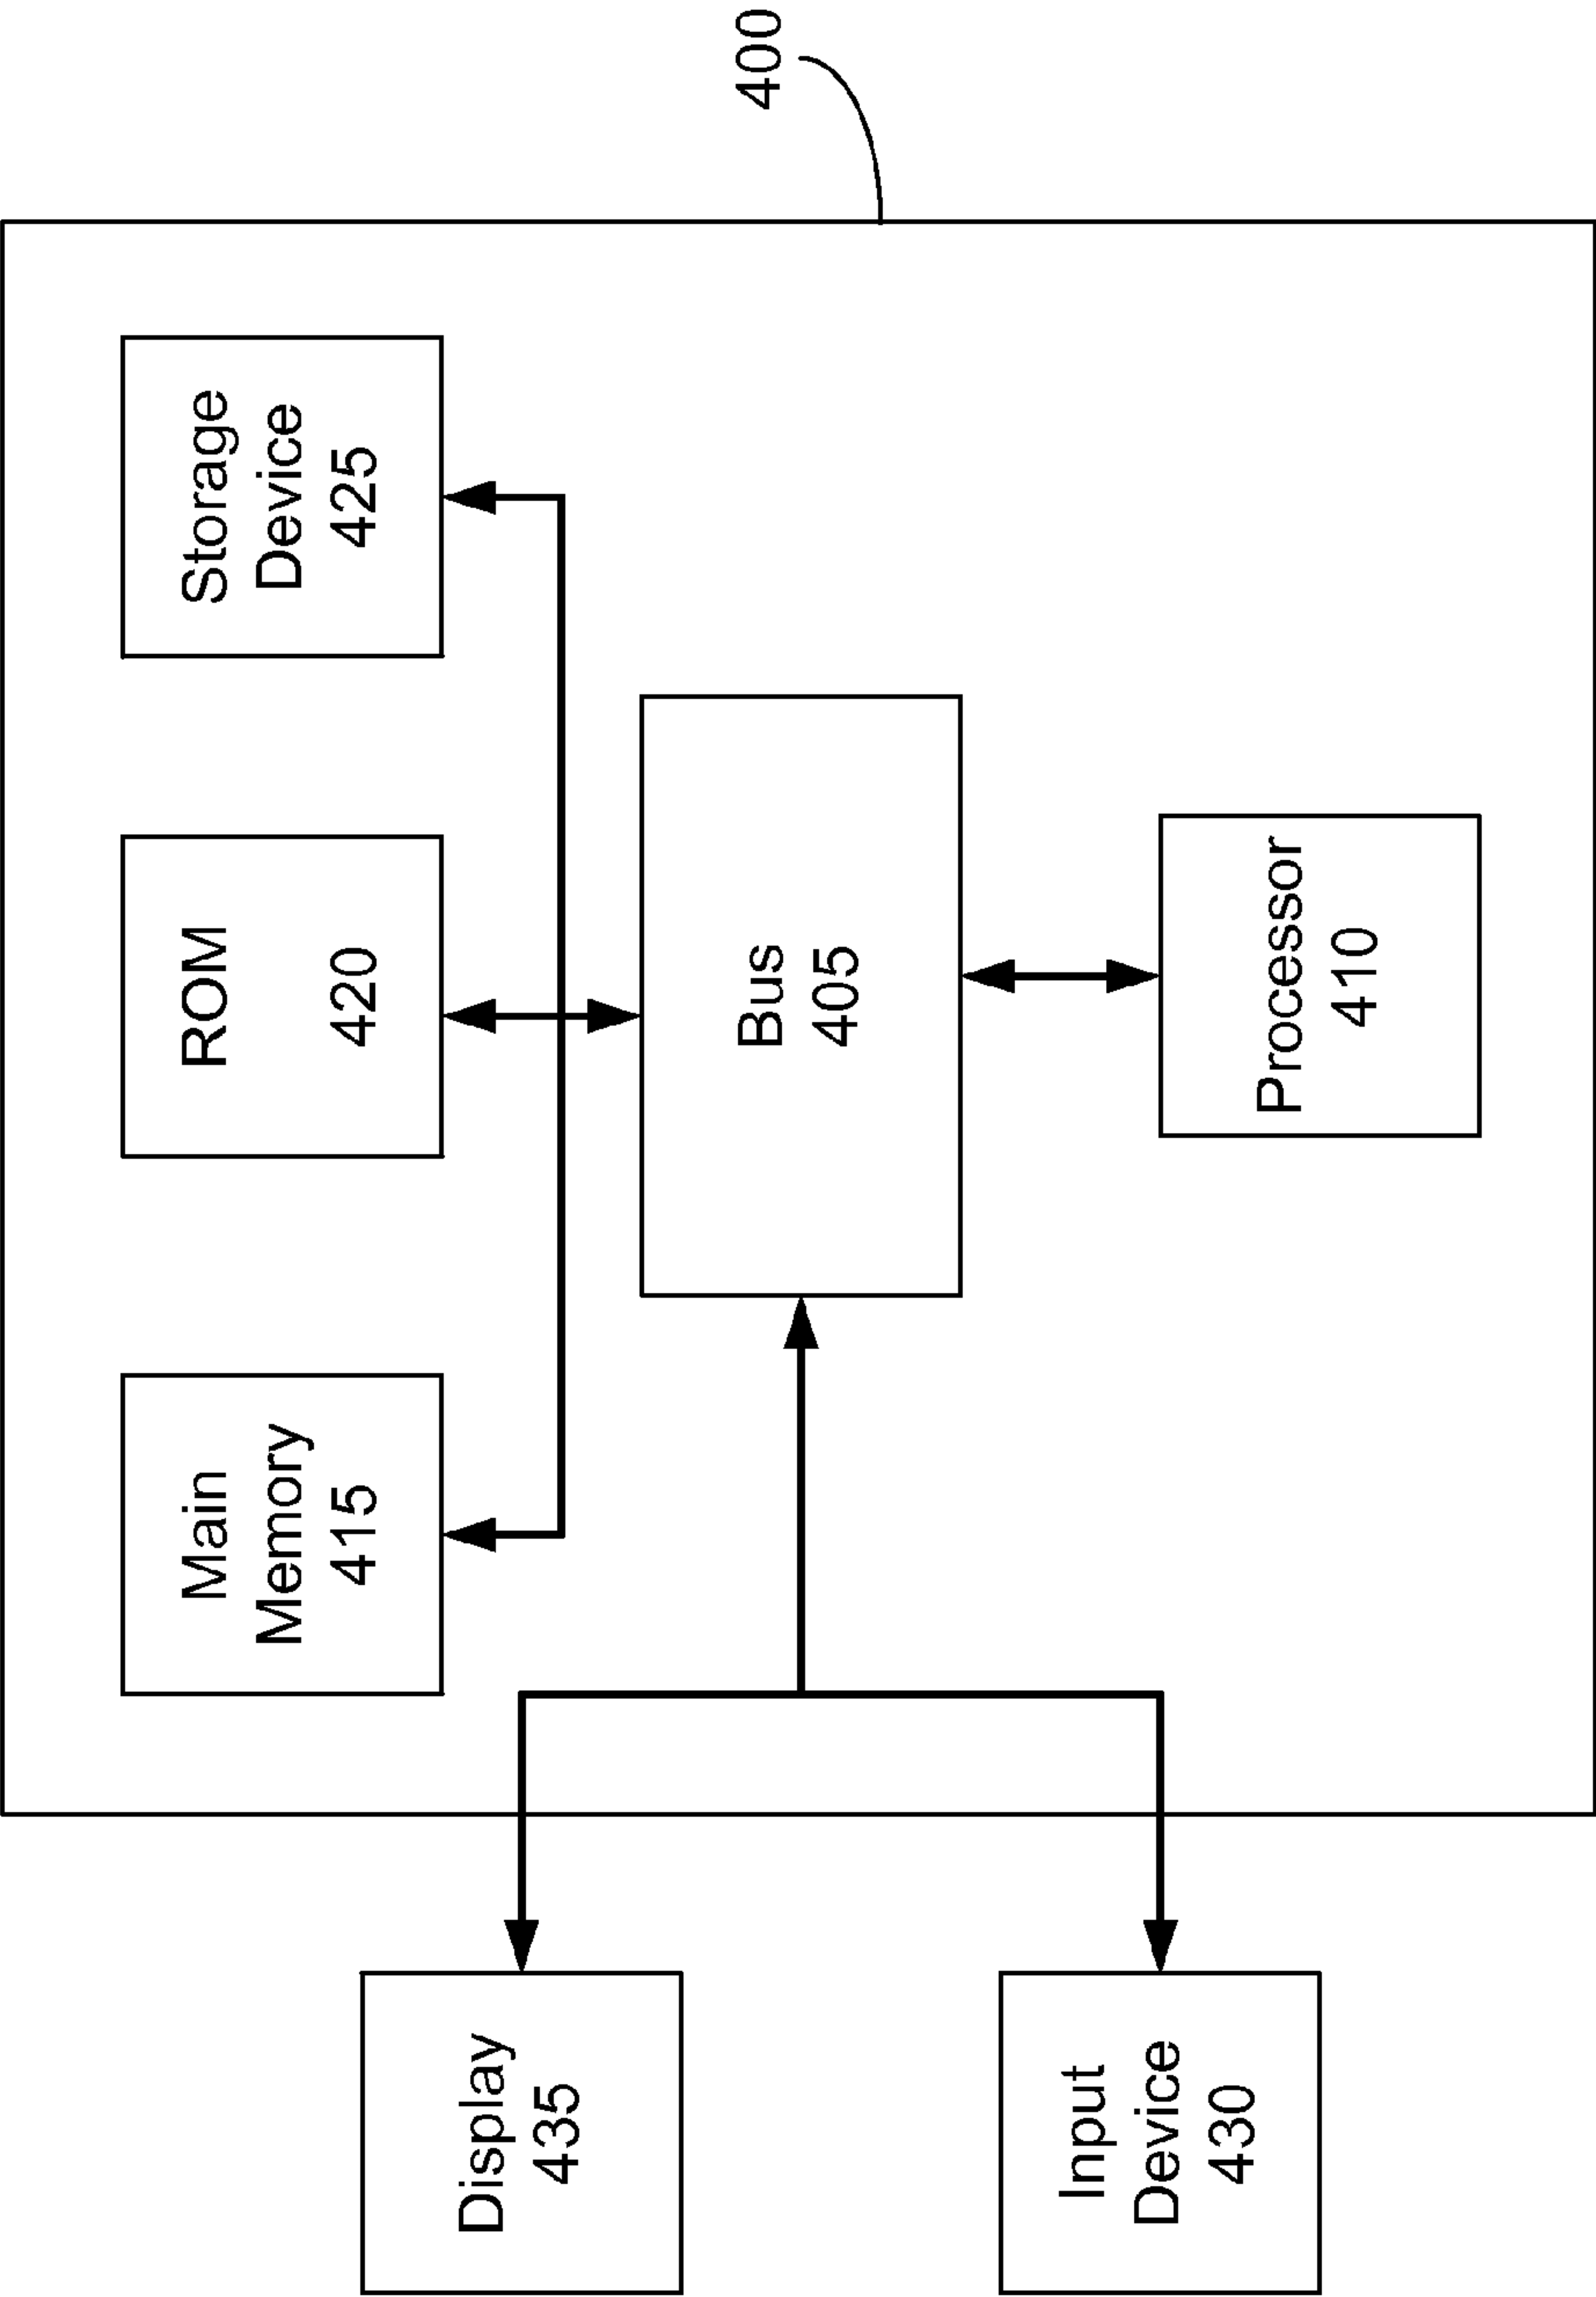 Main
Memory
415
ROM
420
Storage
Device
425
400
Display
435
Bus
405
Input
Device
430
Processor
410